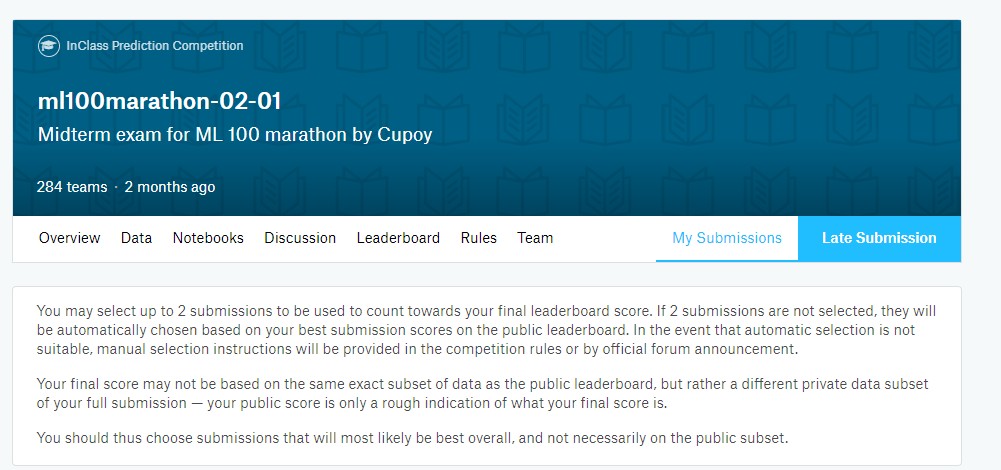 InClass Prediction Competition
ml100marathon-02-01
Midterm exam for ML 100 marathon by Cupoy
284 teams · 2 months ago
Overview Data Notebooks Discussion Leaderboard Rules Team My Submissions Late Submission
You may select up to 2 submissions to be used to count towards your final leaderboard score. If 2 submissions are not selected, they will
be automatically chosen based on your best submission scores on the public leaderboard. In the event that automatic selection is not
suitable, manual selection instructions will be provided in the competition rules or by official forum announcement.
Your final score may not be based on the same exact subset of data as the public leaderboard, but rather a different private data subset
of your full submission — your public score is only a rough indication of what your final score is.
You should thus choose submissions that will most likely be best overall, and not necessarily on the public subset.